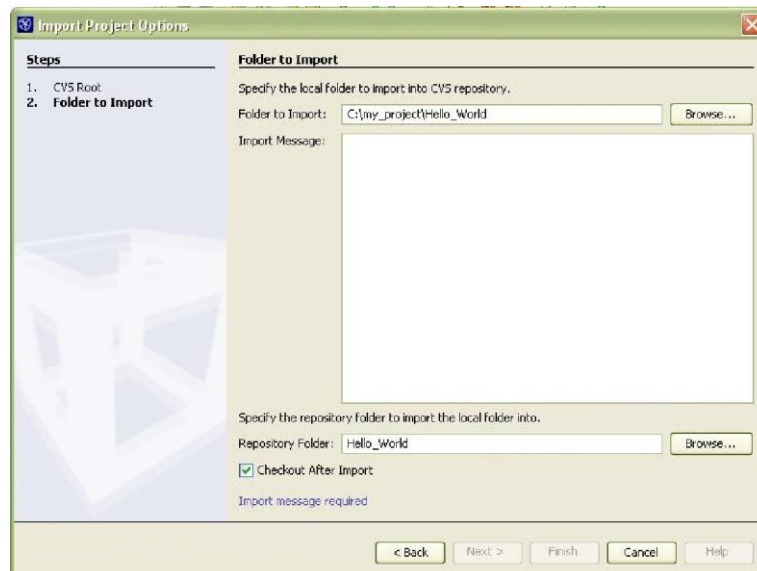 Import Project Options
Steps
1. CVS Root
2. Folder to Import
Folder to Import
Specify the local folder to import into CVS repository.
Folder to Import: C:\my_project\Hello_World Browse...
Import Message:
Specify the repository folder to import the local folder into.
Repository Folder: Hello_World Browse...
Checkout After Import
Import message required
< Back Next > Finish Cancel Help